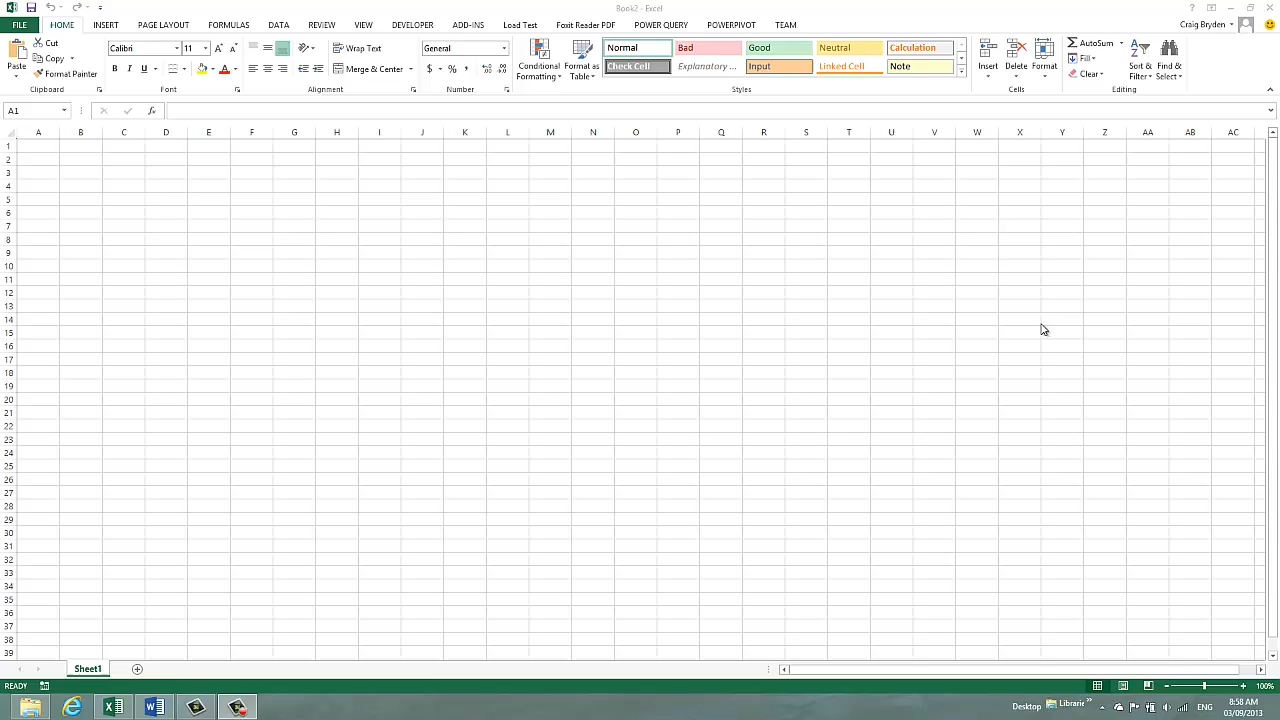 Book2 - Excel
FILE HOME INSERT PAGE LAYOUT FORMULAS DATA REVIEW VIEW DEVELOPER ADD-INS Load Test Foxit Reader PDF POWER QUERY POWERPIVOT TEAM Craig Bryden
Cut
Copy
Format Painter
Paste
Clipboard
Calibri 11
B U A
Font
Wrap Text
Merge & Center
Alignment
General
$ % ,
Number
Conditional Formatting
Format as Table
Normal Bad Good Neutral Calculation
Check Cell Explanatory ... Input Linked Cell Note
Styles
Insert Delete Format
Cells
AutoSum
Fill
Clear
Sort & Filter
Find & Select
Editing
A1 fx
A B C D E F G H I J K L M N O P Q R S T U V W X Y Z AA AB AC
1
2
3
4
5
6
7
8
9
10
11
12
13
14
15
16
17
18
19
20
21
22
23
24
25
26
27
28
29
30
31
32
33
34
35
36
37
38
39
Sheet1
READY 100%
Desktop Librarie ENG 8:58 AM
03/09/2013